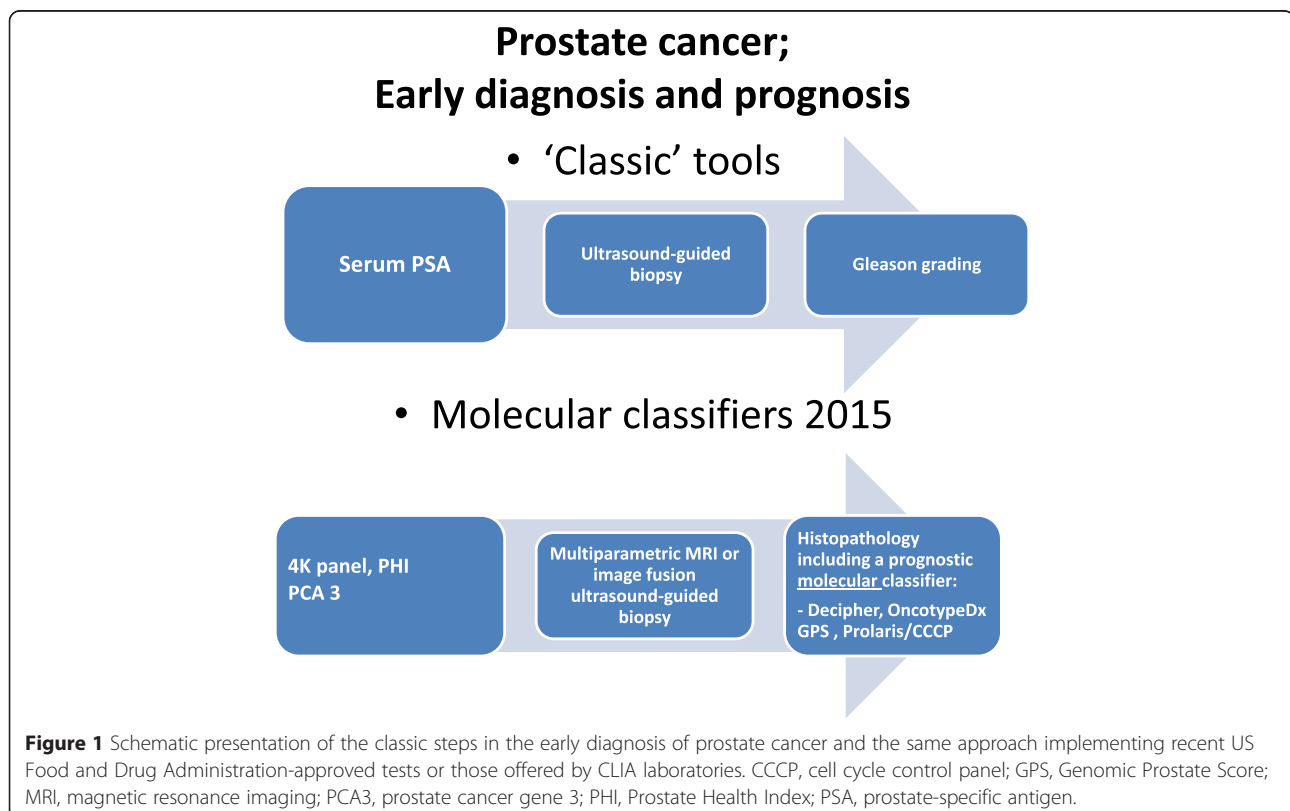 Prostate cancer;
Early diagnosis and prognosis
• ‘Classic’ tools
Serum PSA
Ultrasound-guided
biopsy
Gleason grading
• Molecular classifiers 2015
4K panel, PHI
PCA 3
Multiparametric MRI or
image fusion
ultrasound-guided
biopsy
Histopathology
including a prognostic
molecular classifier:
- Decipher, OncotypeDx
GPS , Prolaris/CCCP
Figure 1 Schematic presentation of the classic steps in the early diagnosis of prostate cancer and the same approach implementing recent US
Food and Drug Administration-approved tests or those offered by CLIA laboratories. CCCP, cell cycle control panel; GPS, Genomic Prostate Score;
MRI, magnetic resonance imaging; PCA3, prostate cancer gene 3; PHI, Prostate Health Index; PSA, prostate-specific antigen.